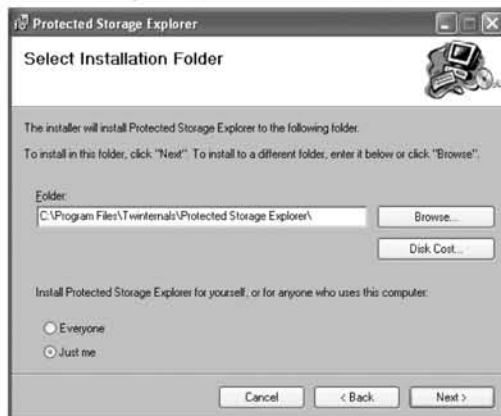 Protected Storage Explorer
Select Installation Folder
The installer will install Protected Storage Explorer to the following folder.
To install in this folder, click "Next". To install to a different folder, enter it below or click "Browse".
Folder:
C:\Program Files\Twinternals\Protected Storage Explorer\
Browse...
Disk Cost...
Install Protected Storage Explorer for yourself, or for anyone who uses this computer:
Everyone
Just me
Cancel
< Back
Next >